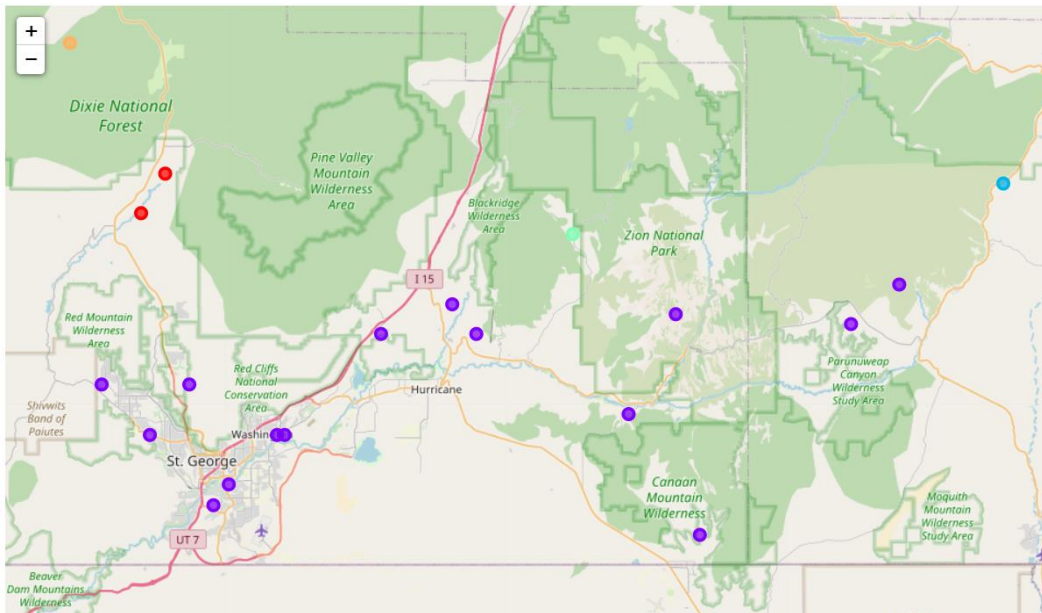 +
−
Dixie National
Forest
Pine Valley
Mountain
Wilderness
Area
Blackridge
Wilderness
Area
Zion National
Park
I 15
Red Mountain
Wilderness
Area
Red Cliffs
National
Conservation
Area
Parunuweap
Canyon
Wilderness
Study Area
Hurricane
Shivwits
Band of
Paiutes
St. George
Canaan
Mountain
Wilderness
Moquith
Mountain
Wilderness
Study Area
UT 7
Beaver
Dam Mountains
Wilderness